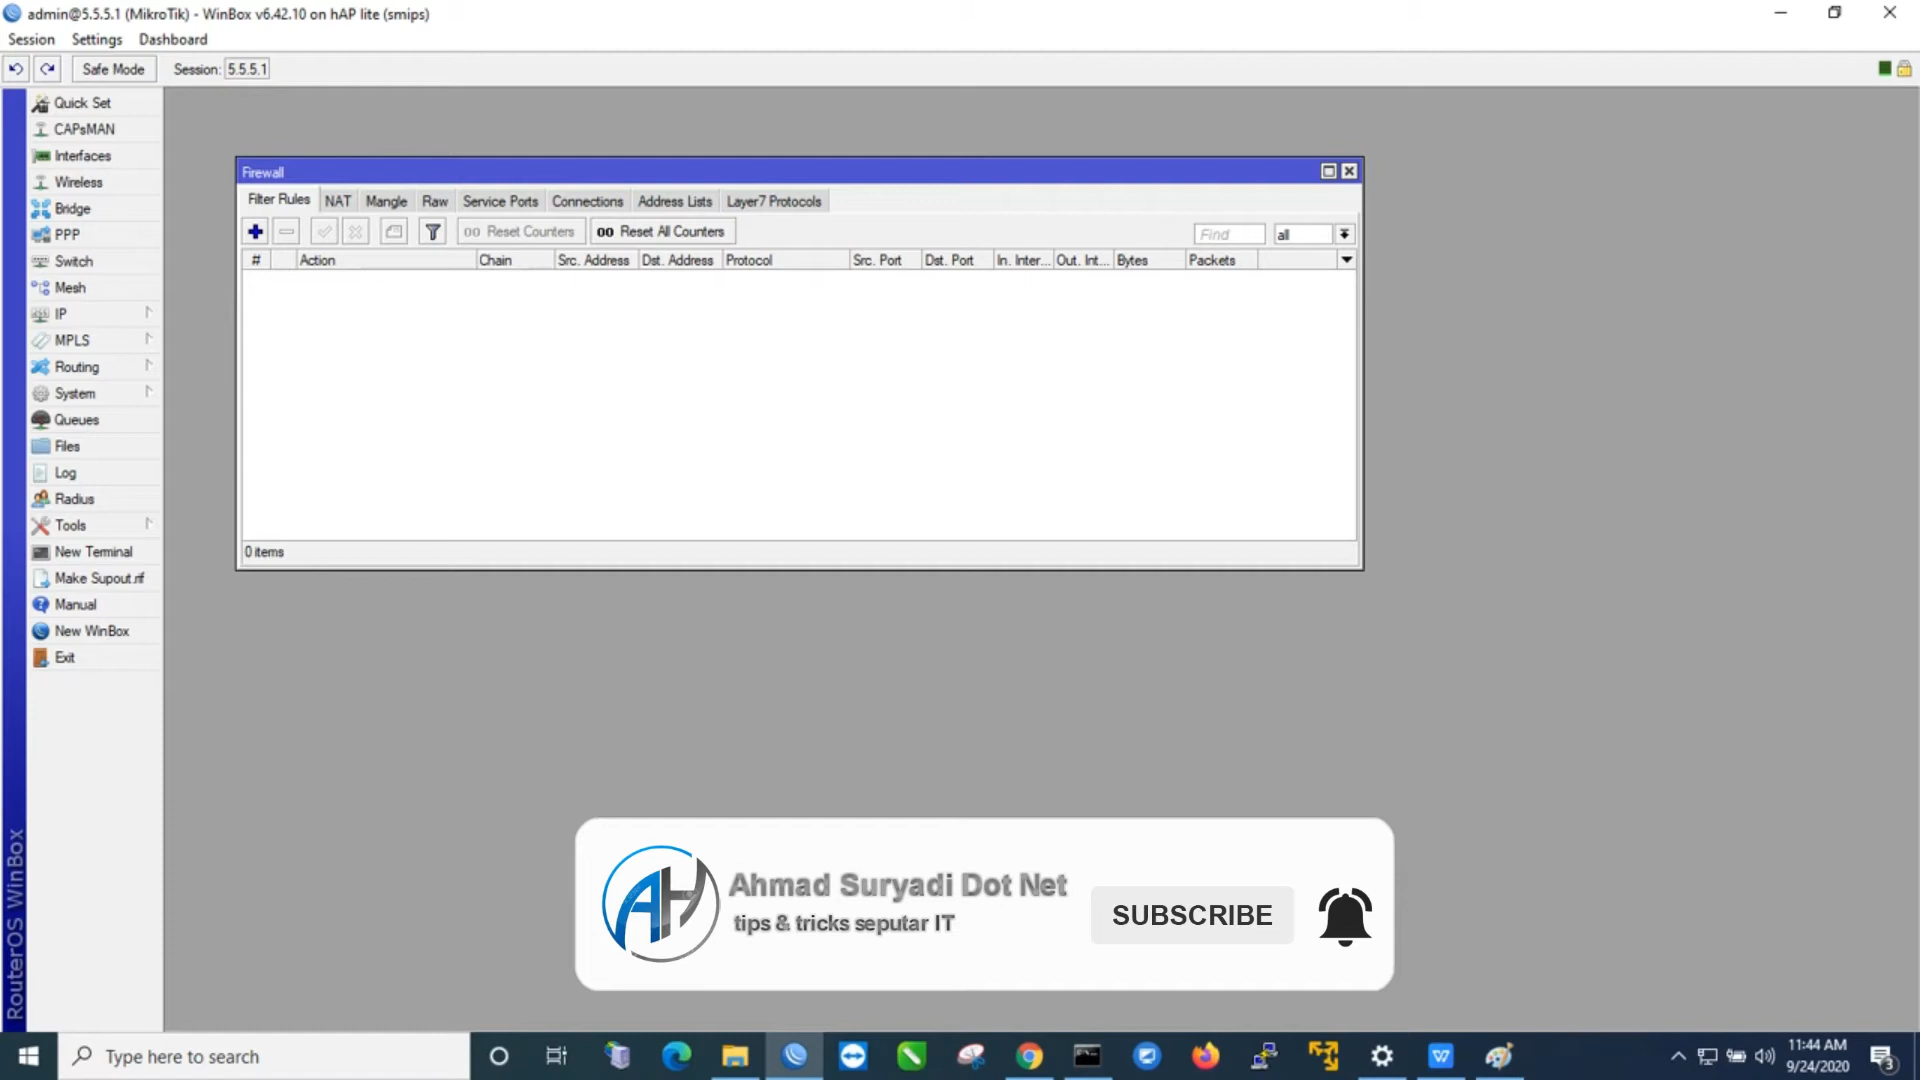 admin@5.5.5.1 (MikroTik) - WinBox v6.42.10 on hAP lite (smips)
Session Settings Dashboard
Safe Mode Session: 5.5.5.1
Quick Set
CAPsMAN
Interfaces
Wireless
Bridge
PPP
Switch
Mesh
IP
MPLS
Routing
System
Queues
Files
Log
Radius
Tools
New Terminal
Make Supout.rif
Manual
New WinBox
Exit
RouterOS WinBox
Firewall
Filter Rules NAT Mangle Raw Service Ports Connections Address Lists Layer7 Protocols
00 Reset Counters 00 Reset All Counters Find all
# Action Chain Src. Address Dst. Address Protocol Src. Port Dst. Port In. Inter... Out. Int... Bytes Packets
0 items
AH
Ahmad Suryadi Dot Net
tips & tricks seputar IT
SUBSCRIBE
Type here to search
11:44 AM
9/24/2020
3